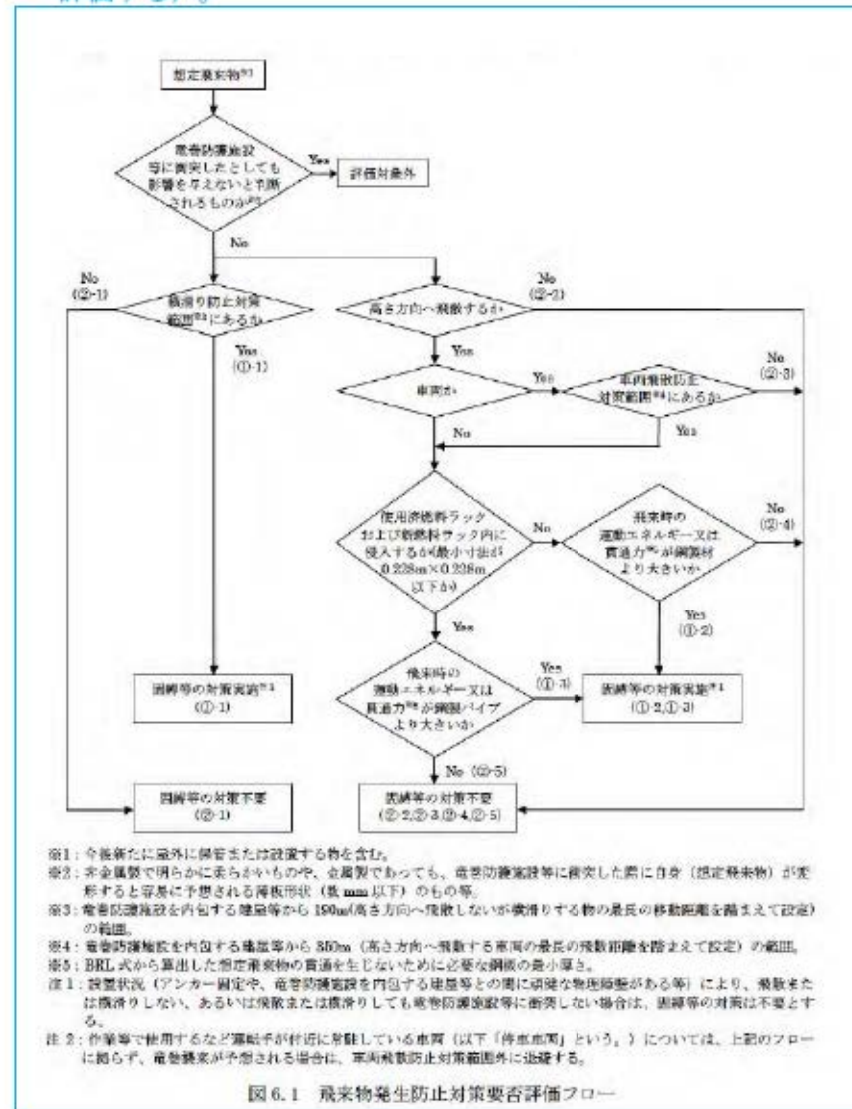 想定飛来物※1
竜巻防護施設
等に衝突したとしても
影響を与えないと判断
されるものか※2
Yes
評価対象外
No
No
(②-1)
横滑り防止対策
範囲※3にあるか
Yes
(①-1)
高さ方向へ飛散するか
No
(②-2)
Yes
車両か
Yes
車両飛散防止
対策範囲※4にあるか
No
(②-3)
No
Yes
使用済燃料ラック
および新燃料ラック内に
侵入するか(最小寸法が
0.228m×0.228m
以下か)
No
飛来時の
運動エネルギー又は
貫通力※5が鋼製材
より大きいか
No
(②-4)
Yes
(①-2)
Yes
飛来時の
運動エネルギー又は
貫通力※5が鋼製パイプ
より大きいか
Yes
(①-3)
固縛等の対策実施
(①-1)
固縛等の対策実施
(①-2,①-3)
No (②-5)
固縛等の対策不要
(②-1)
固縛等の対策不要
(②-2,②-3,②-4,②-5)
※1：今後新たに屋外に保管または設置する物を含む。
※2：非金属製で明らかに柔らかいものや、金属製であっても、竜巻防護施設等に衝突した際に自身（想定飛来物）が変
形すると容易に予想される薄板形状（数 mm 以下）のもの等。
※3：竜巻防護施設を内包する建屋等から 190m(高さ方向へ飛散しないが横滑りする物の最長の移動距離を踏まえて設定)
の範囲。
※4：竜巻防護施設を内包する建屋等から 350m（高さ方向へ飛散する車両の最長の飛散距離を踏まえて設定）の範囲。
※5：BRL 式から算出した想定飛来物の貫通を生じないために必要な鋼板の最小厚さ。
注 1：設置状況（アンカー固定や、竜巻防護施設を内包する建屋等との間に頑健な物理障壁がある等）により、飛散また
は横滑りしない、あるいは飛散または横滑りしても竜巻防護施設等に衝突しない場合は、固縛等の対策は不要とす
る。
注 2：作業等で使用するなど運転手が付近に常駐している車両（以下「停車車両」という。）については、上記のフロー
に拠らず、竜巻襲来が予想される場合は、車両飛散防止対策範囲外に退避する。
図 6.1 飛来物発生防止対策要否評価フロー